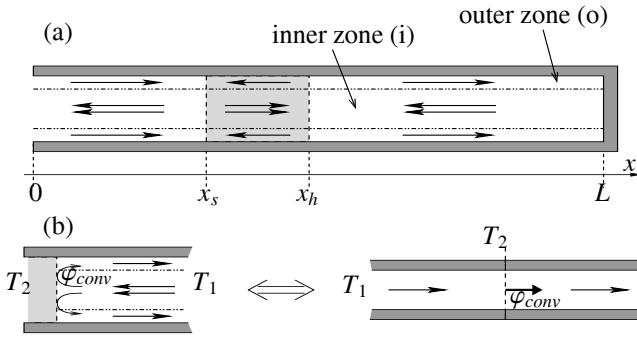 (a)
outer zone (o)
inner zone (i)
x
0
x_s
x_h
L
(b)
T_2
φ_conv
T_1
T_1
T_2
φ_conv